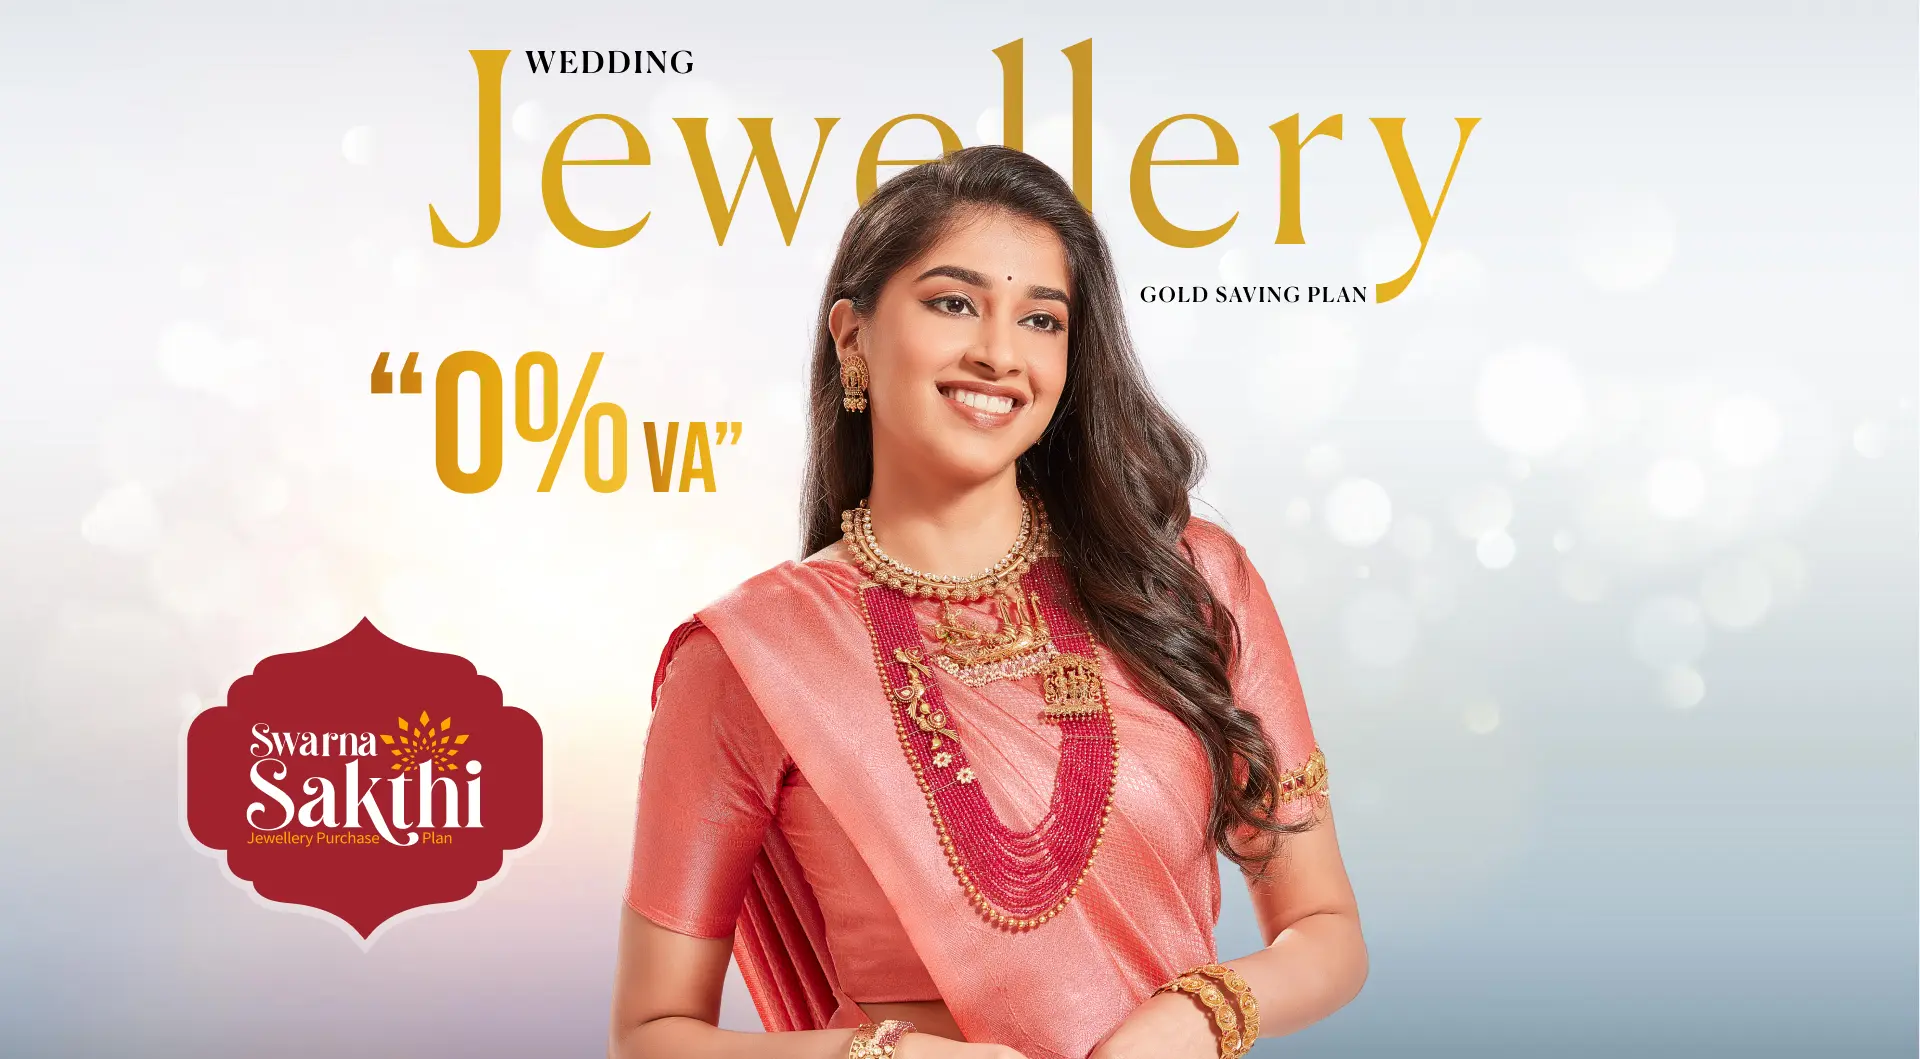 WEDDING
Jewellery
GOLD SAVING PLAN
“0% VA”
Swarna
Sakthi
Jewellery Purchase Plan